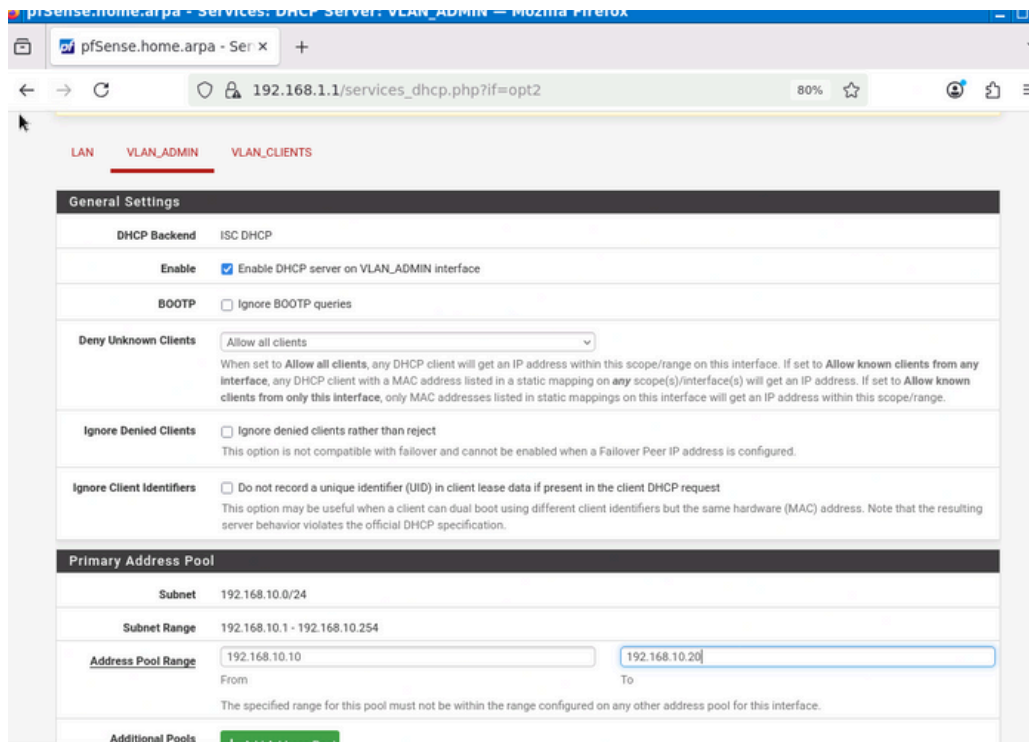 pfSense.home.arpa - Services: DHCP Server: VLAN_ADMIN — Mozilla Firefox
pfSense.home.arpa - Ser
192.168.1.1/services_dhcp.php?if=opt2
80%
LAN VLAN_ADMIN VLAN_CLIENTS
General Settings
DHCP Backend ISC DHCP
Enable Enable DHCP server on VLAN_ADMIN interface
BOOTP Ignore BOOTP queries
Deny Unknown Clients Allow all clients
When set to Allow all clients, any DHCP client will get an IP address within this scope/range on this interface. If set to Allow known clients from any
interface, any DHCP client with a MAC address listed in a static mapping on any scope(s)/interface(s) will get an IP address. If set to Allow known
clients from only this interface, only MAC addresses listed in static mappings on this interface will get an IP address within this scope/range.
Ignore Denied Clients Ignore denied clients rather than reject
This option is not compatible with failover and cannot be enabled when a Failover Peer IP address is configured.
Ignore Client Identifiers Do not record a unique identifier (UID) in client lease data if present in the client DHCP request
This option may be useful when a client can dual boot using different client identifiers but the same hardware (MAC) address. Note that the resulting
server behavior violates the official DHCP specification.
Primary Address Pool
Subnet 192.168.10.0/24
Subnet Range 192.168.10.1 - 192.168.10.254
Address Pool Range 192.168.10.10 192.168.10.20
From To
The specified range for this pool must not be within the range configured on any other address pool for this interface.
Additional Pools